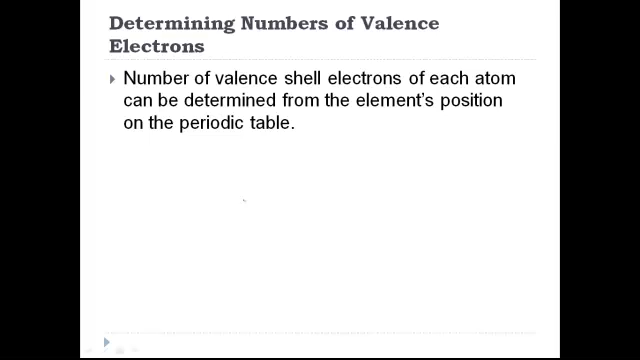 Determining Numbers of Valence
Electrons
Number of valence shell electrons of each atom
can be determined from the element's position
on the periodic table.